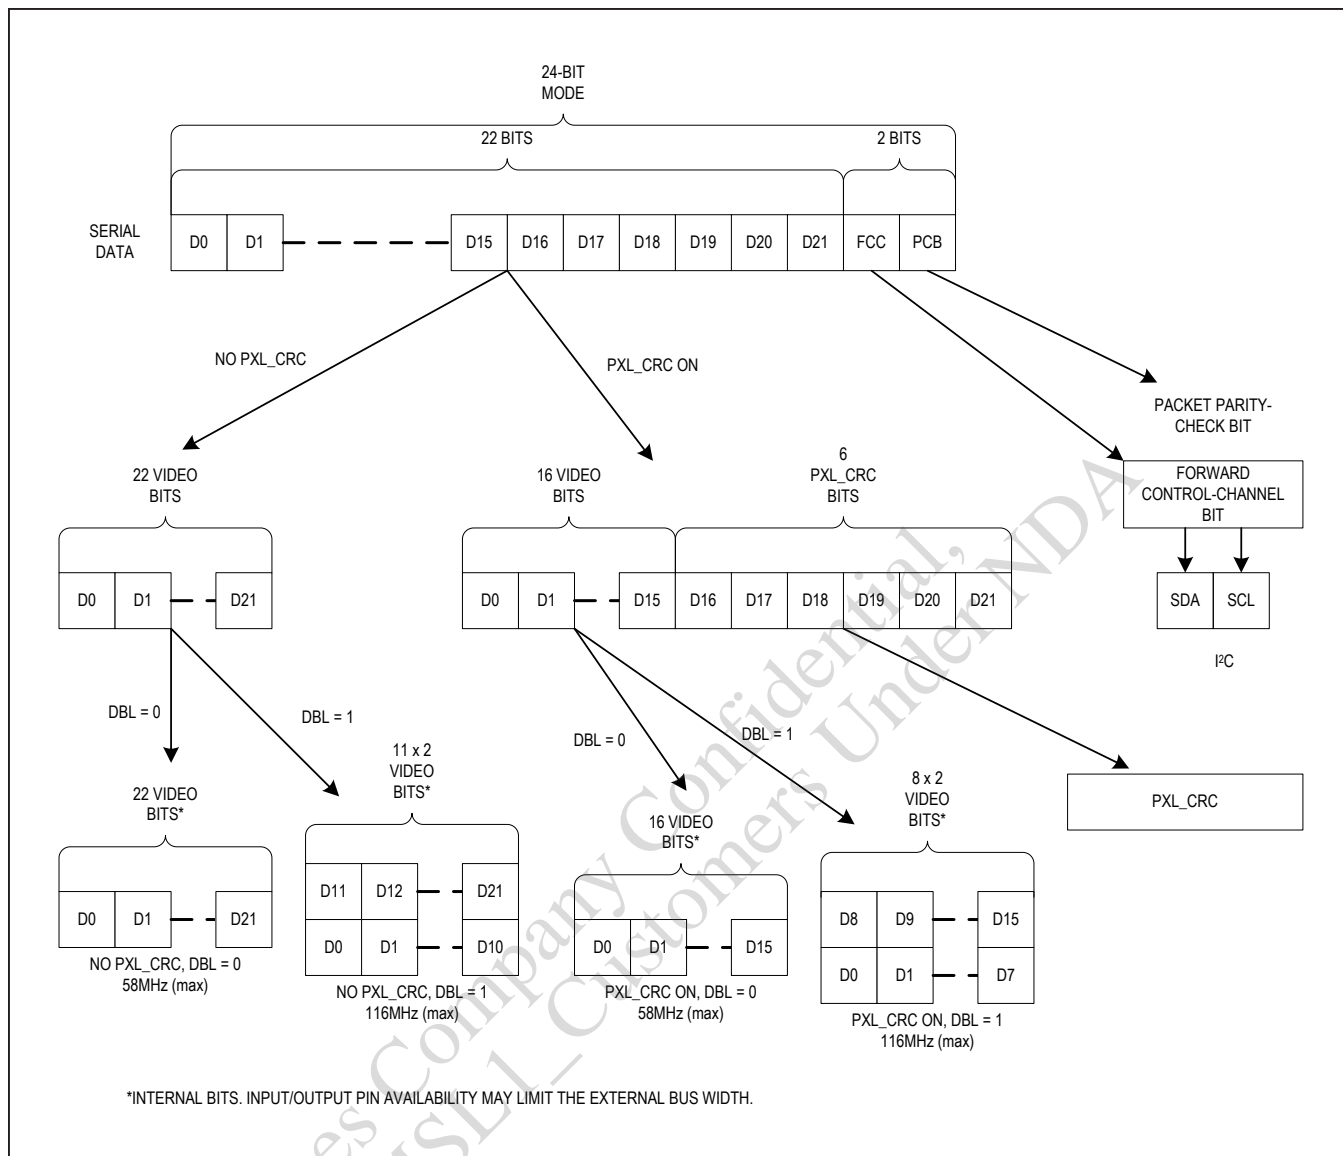 24-BIT
MODE
22 BITS
2 BITS
SERIAL
DATA
D0 D1 D15 D16 D17 D18 D19 D20 D21 FCC PCB
NO PXL_CRC
PXL_CRC ON
PACKET PARITY-
CHECK BIT
22 VIDEO
BITS
16 VIDEO
BITS
6
PXL_CRC
BITS
FORWARD
CONTROL-CHANNEL
BIT
D0 D1 D21
D0 D1 D15 D16 D17 D18 D19 D20 D21
SDA SCL
I²C
DBL = 0
DBL = 1
DBL = 0
DBL = 1
22 VIDEO
BITS*
11 x 2
VIDEO
BITS*
16 VIDEO
BITS*
8 x 2
VIDEO
BITS*
PXL_CRC
D0 D1 D21
NO PXL_CRC, DBL = 0
58MHz (max)
D11 D12 D21
D0 D1 D10
NO PXL_CRC, DBL = 1
116MHz (max)
D0 D1 D15
PXL_CRC ON, DBL = 0
58MHz (max)
D8 D9 D15
D0 D1 D7
PXL_CRC ON, DBL = 1
116MHz (max)
*INTERNAL BITS. INPUT/OUTPUT PIN AVAILABILITY MAY LIMIT THE EXTERNAL BUS WIDTH.
Company Confidential,
Customers Under NDA